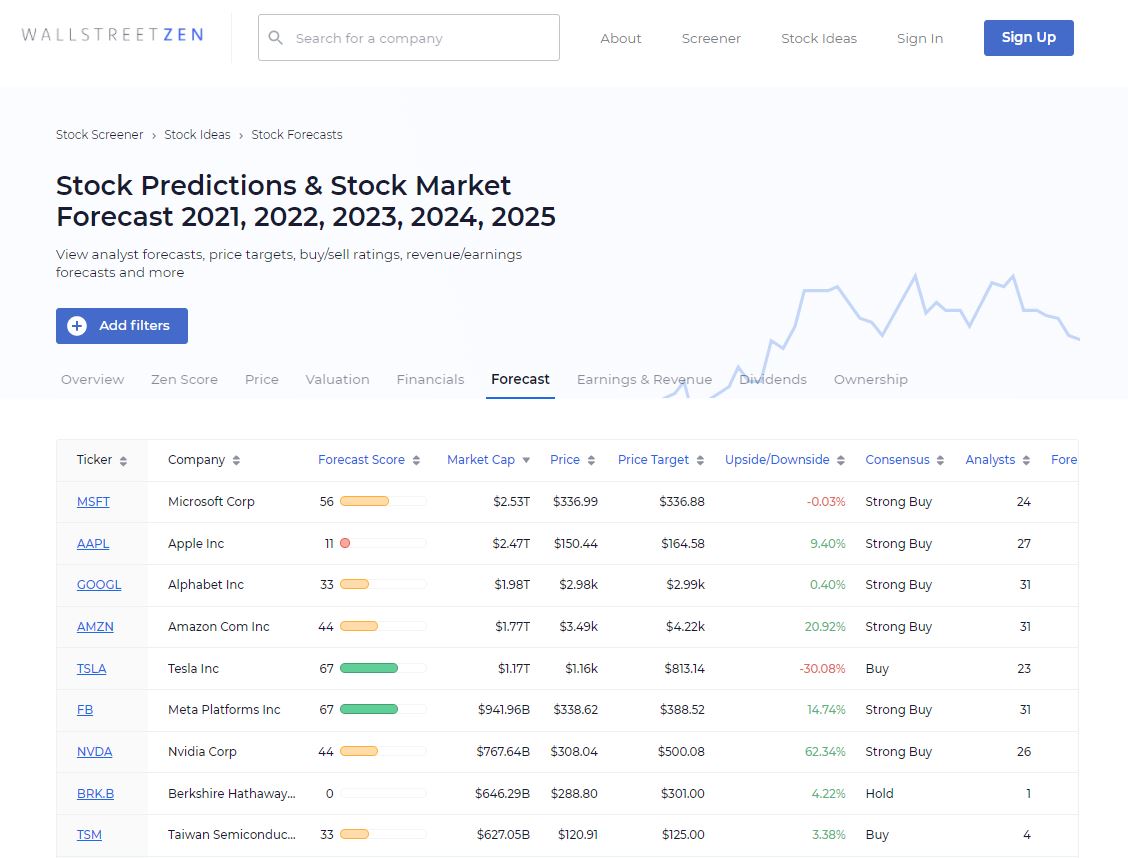 WALLSTREETZEN
Search for a company
About Screener Stock Ideas Sign In Sign Up
Stock Screener › Stock Ideas › Stock Forecasts
Stock Predictions & Stock Market
Forecast 2021, 2022, 2023, 2024, 2025
View analyst forecasts, price targets, buy/sell ratings, revenue/earnings
forecasts and more
Add filters
Overview Zen Score Price Valuation Financials Forecast Earnings & Revenue Dividends Ownership
Ticker Company Forecast Score Market Cap Price Price Target Upside/Downside Consensus Analysts Fore
MSFT Microsoft Corp 56 $2.53T $336.99 $336.88 -0.03% Strong Buy 24
AAPL Apple Inc 11 $2.47T $150.44 $164.58 9.40% Strong Buy 27
GOOGL Alphabet Inc 33 $1.98T $2.98k $2.99k 0.40% Strong Buy 31
AMZN Amazon Com Inc 44 $1.77T $3.49k $4.22k 20.92% Strong Buy 31
TSLA Tesla Inc 67 $1.17T $1.16k $813.14 -30.08% Buy 23
FB Meta Platforms Inc 67 $941.96B $338.62 $388.52 14.74% Strong Buy 31
NVDA Nvidia Corp 44 $767.64B $308.04 $500.08 62.34% Strong Buy 26
BRK.B Berkshire Hathaway... 0 $646.29B $288.80 $301.00 4.22% Hold 1
TSM Taiwan Semiconduc... 33 $627.05B $120.91 $125.00 3.38% Buy 4